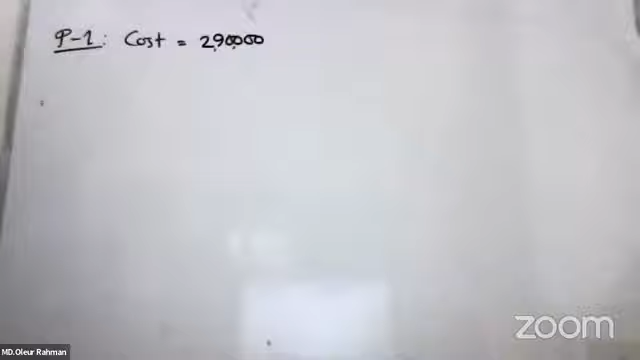 P-1: Cost = 2,90,000
zoom
MD.Oleur Rahman